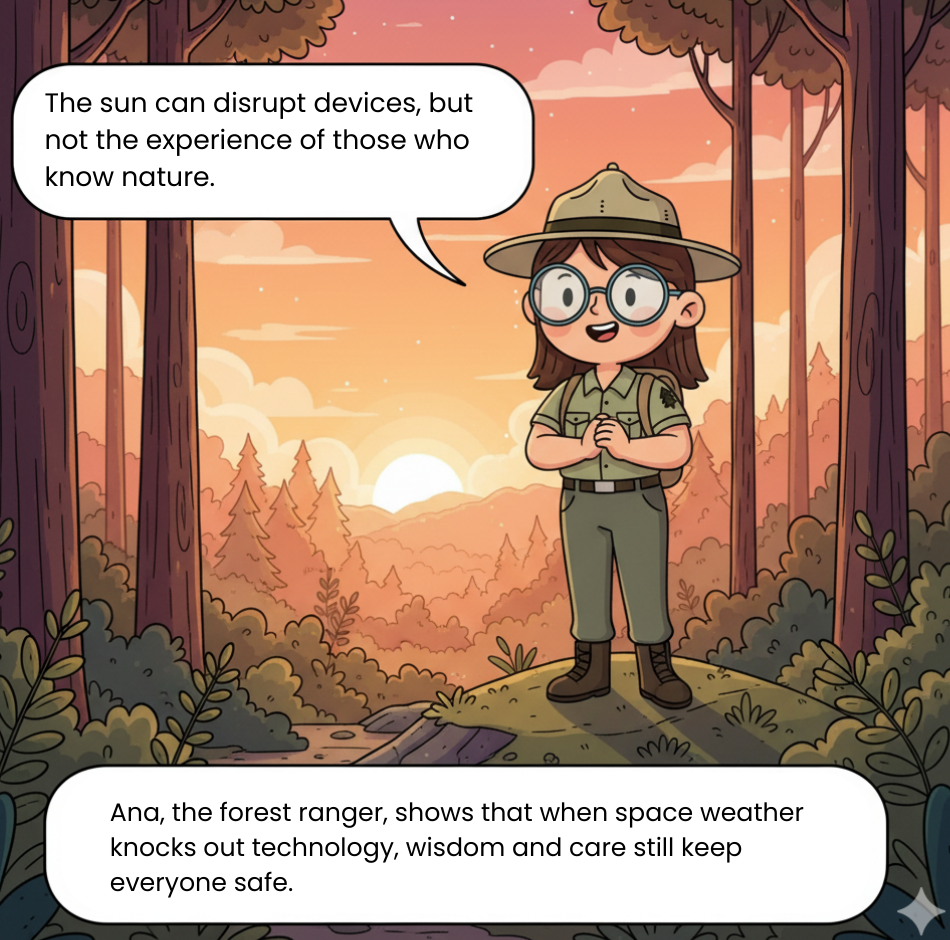 The sun can disrupt devices, but
not the experience of those who
know nature.
Ana, the forest ranger, shows that when space weather
knocks out technology, wisdom and care still keep
everyone safe.